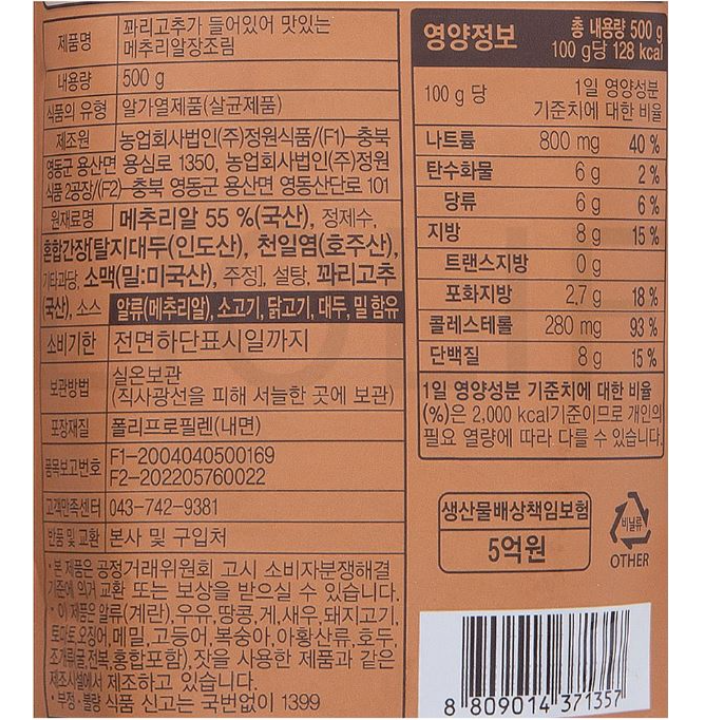 제품명
꽈리고추가 들어있어 맛있는
메추리알장조림
내용량
500 g
식품의 유형
알가열제품(살균제품)
제조원
농업회사법인(주)정원식품/(F1)-충북
영동군 용산면 용심로 1350, 농업회사법인(주)정원
식품 2공장/(F2)-충북 영동군 용산면 영동산단로 101
원재료명
메추리알 55 %(국산), 정제수,
혼합간장[탈지대두(인도산), 천일염(호주산),
기타과당, 소맥(밀:미국산), 주정], 설탕, 꽈리고추
(국산), 소스
알류(메추리알), 소고기, 닭고기, 대두, 밀 함유
소비기한
전면하단표시일까지
보관방법
실온보관
(직사광선을 피해 서늘한 곳에 보관)
포장재질
폴리프로필렌(내면)
품목보고번호
F1-2004040500169
F2-202205760022
고객만족센터
043-742-9381
반품 및 교환
본사 및 구입처
• 본 제품은 공정거래위원회 고시 소비자분쟁해결
기준에 의거 교환 또는 보상을 받으실 수 있습니다.
• 이 제품은 알류(계란), 우유, 땅콩, 게, 새우, 돼지고기,
토마토, 오징어, 메밀, 고등어, 복숭아, 아황산류, 호두,
조개류(굴,전복,홍합포함), 잣을 사용한 제품과 같은
제조시설에서 제조하고 있습니다.
• 부정·불량 식품 신고는 국번없이 1399
영양정보
총 내용량 500 g
100 g당 128 kcal
100 g 당
1일 영양성분
기준치에 대한 비율
나트륨 800 mg 40 %
탄수화물 6 g 2 %
당류 6 g 6 %
지방 8 g 15 %
트랜스지방 0 g
포화지방 2.7 g 18 %
콜레스테롤 280 mg 93 %
단백질 8 g 15 %
1일 영양성분 기준치에 대한 비율
(%)은 2,000 kcal기준이므로 개인의
필요 열량에 따라 다를 수 있습니다.
생산물배상책임보험
5억원
비닐류
OTHER
8 809014 371357